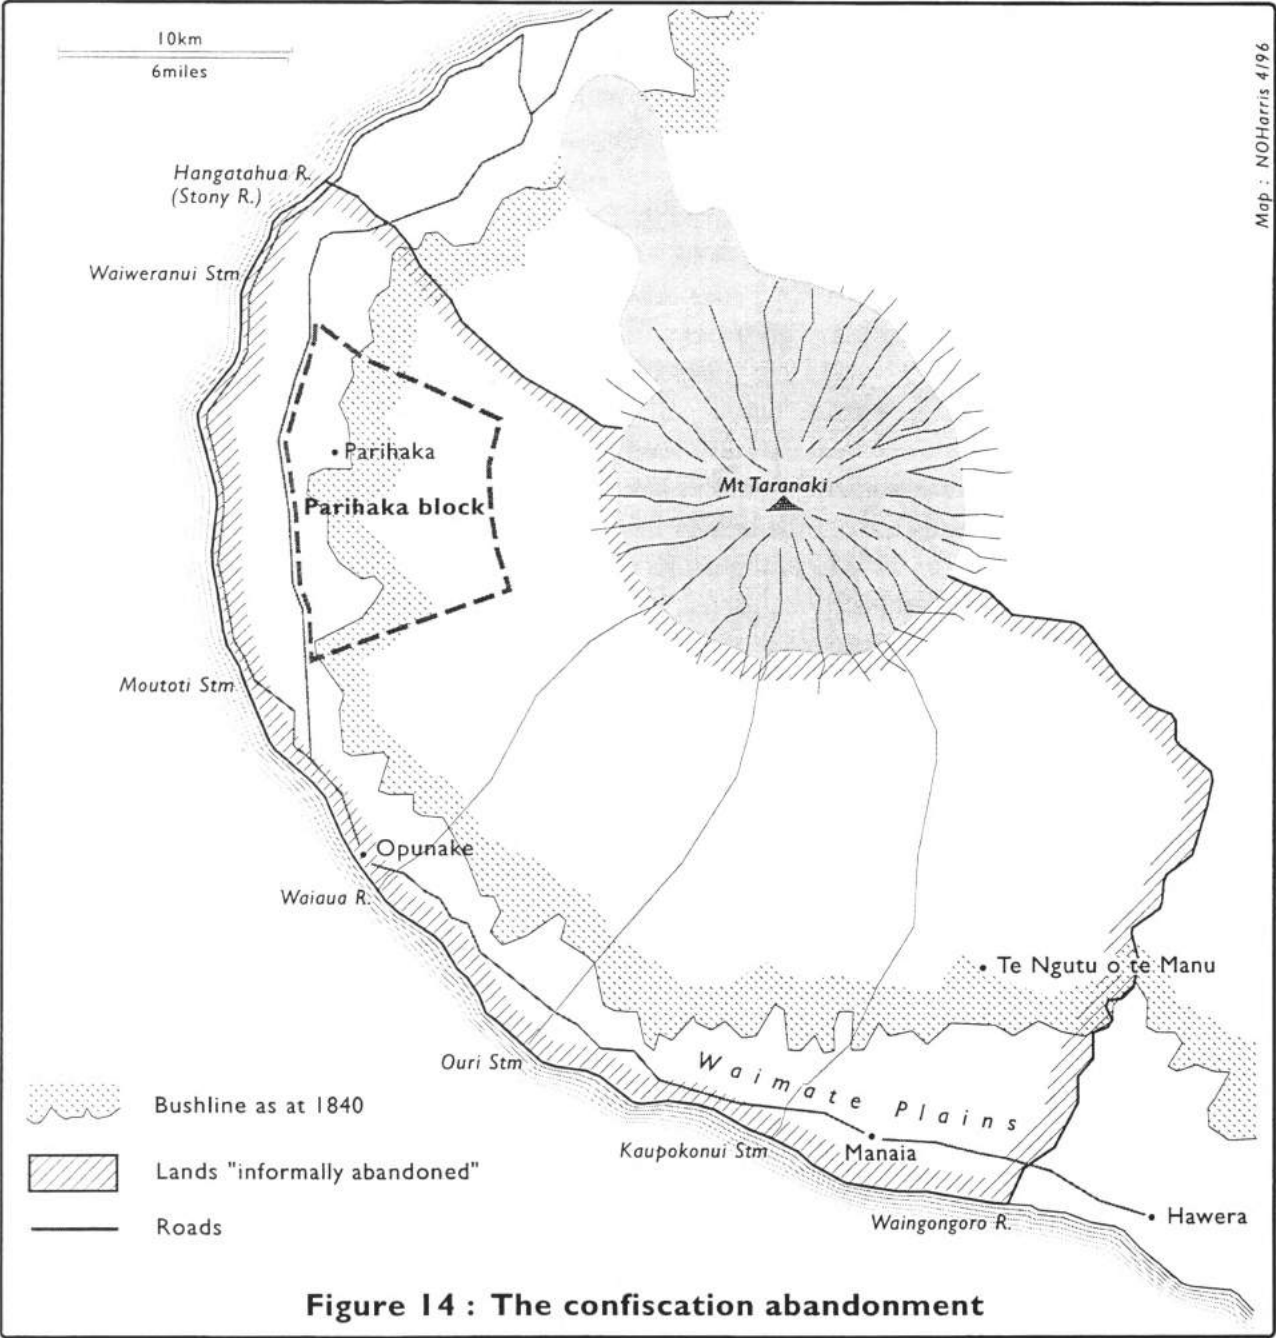 10km
6miles
Map : NOHarris 4/96
Hangatahua R.
(Stony R.)
Waiweranui Stm
Parihaka
Parihaka block
Mt Taranaki
Moutoti Stm
Opunake
Waiaua R.
Te Ngutu o te Manu
Ouri Stm
Waimate Plains
Kaupokonui Stm
Manaia
Waingongoro R.
Hawera
Bushline as at 1840
Lands "informally abandoned"
Roads
Figure 14 : The confiscation abandonment